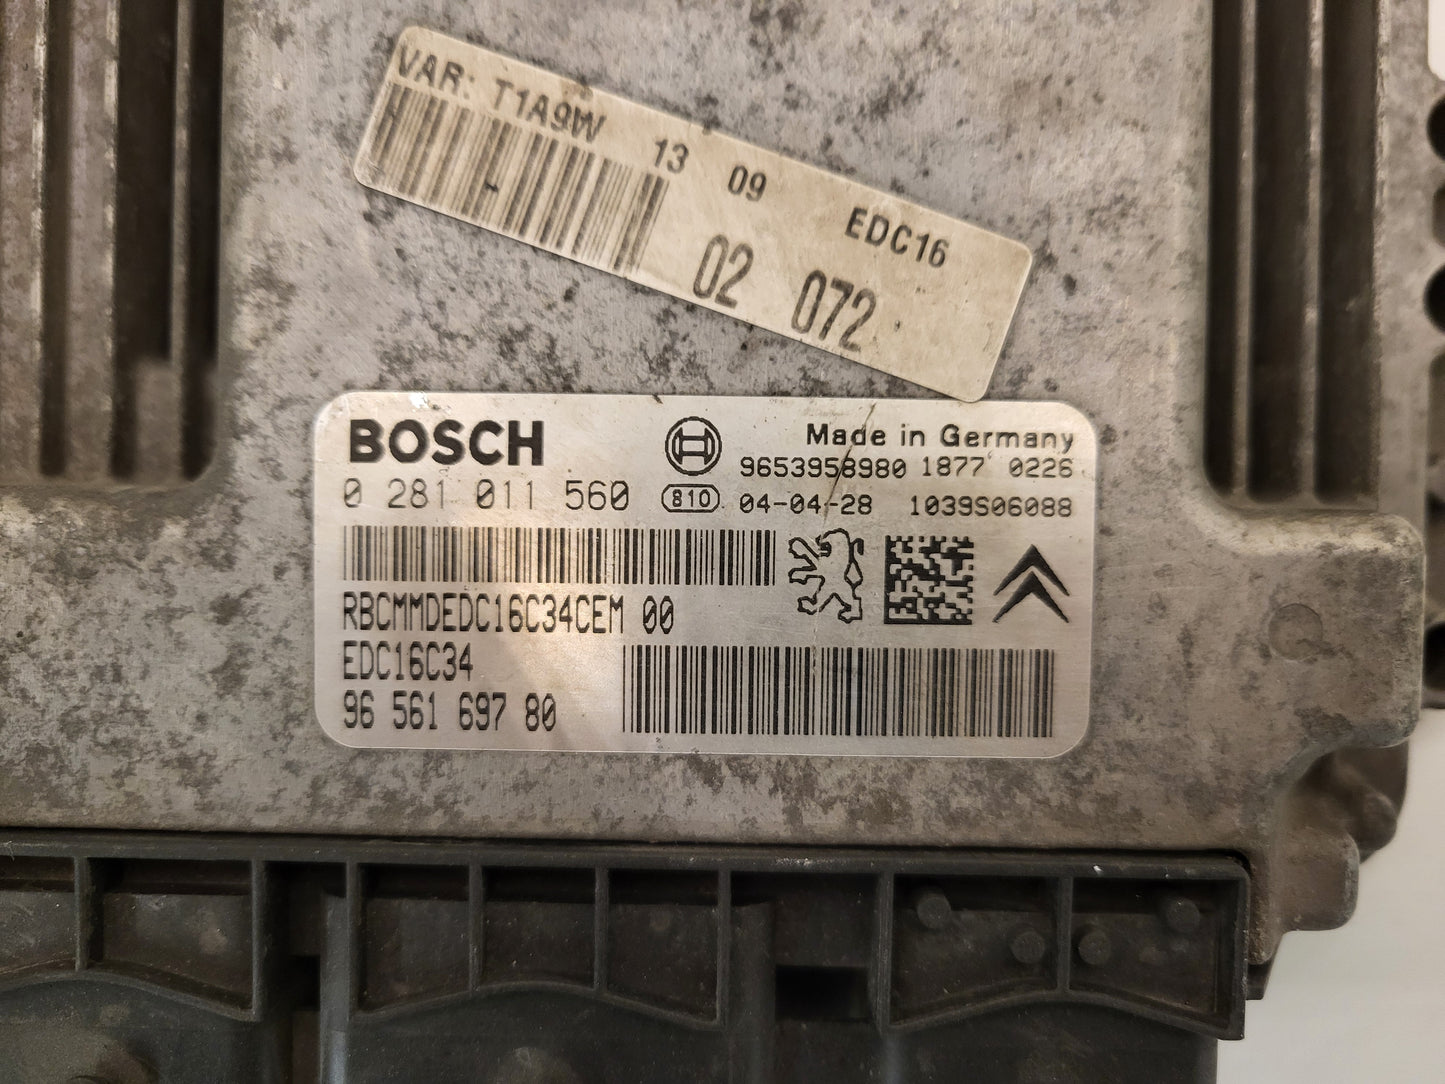 VAR: T1A9W 13 09 EDC16
02 072
BOSCH
Made in Germany
9653958980 1877 0226
0 281 011 560 810 04-04-28 1039S06088
RBCMMDEDC16C34CEM 00
EDC16C34
96 561 697 80